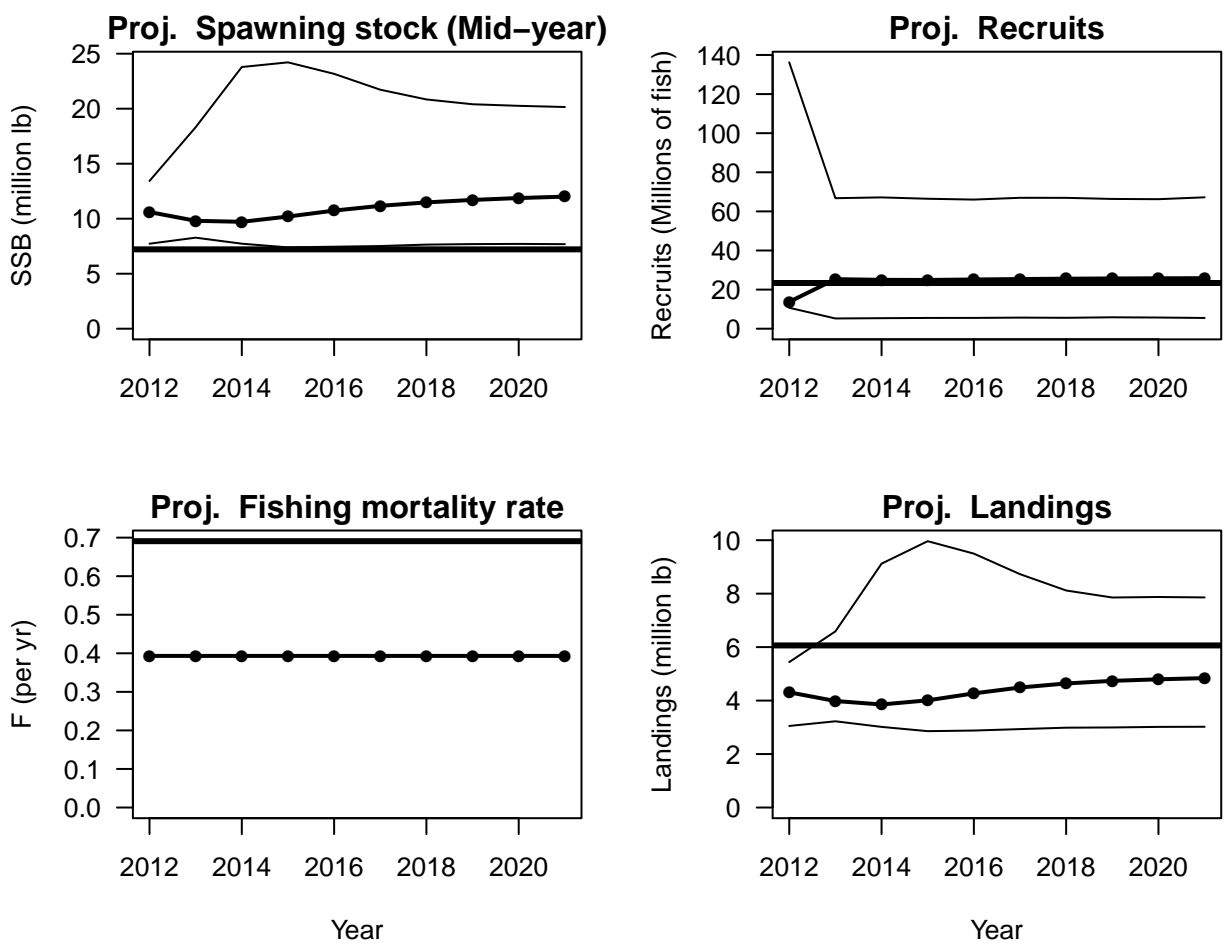 Proj.  Spawning stock (Mid−year)
SSB (million lb)
25
20
15
10
5
0
2012 2014 2016 2018 2020
Proj.  Recruits
Recruits (Millions of fish)
140
120
100
80
60
40
20
0
2012 2014 2016 2018 2020
Proj.  Fishing mortality rate
F (per yr)
0.7
0.6
0.5
0.4
0.3
0.2
0.1
0.0
2012 2014 2016 2018 2020
Year
Proj.  Landings
Landings (million lb)
10
8
6
4
2
0
2012 2014 2016 2018 2020
Year